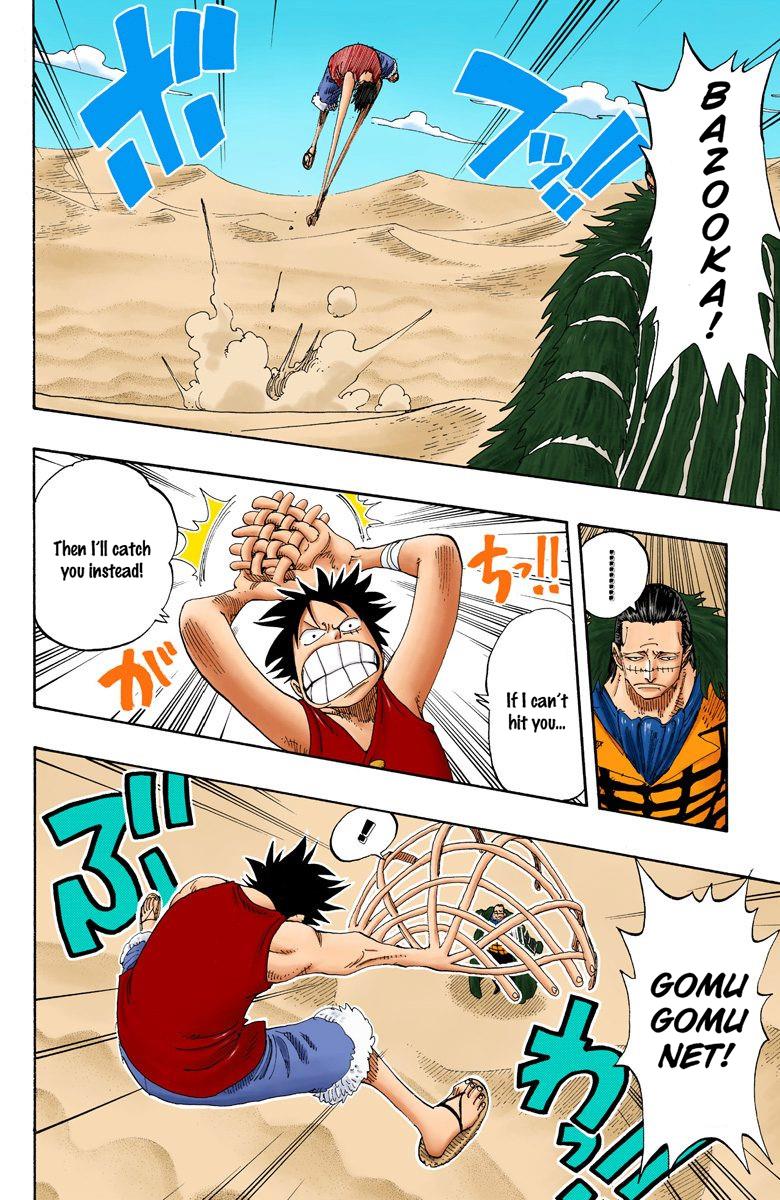 BAZOOKA!
ボフッ!!
.........
If I can't
hit you...
ちっ!!
Then I'll catch
you instead!
がっ
!
GOMU
GOMU
NET!
ぶわっ!!